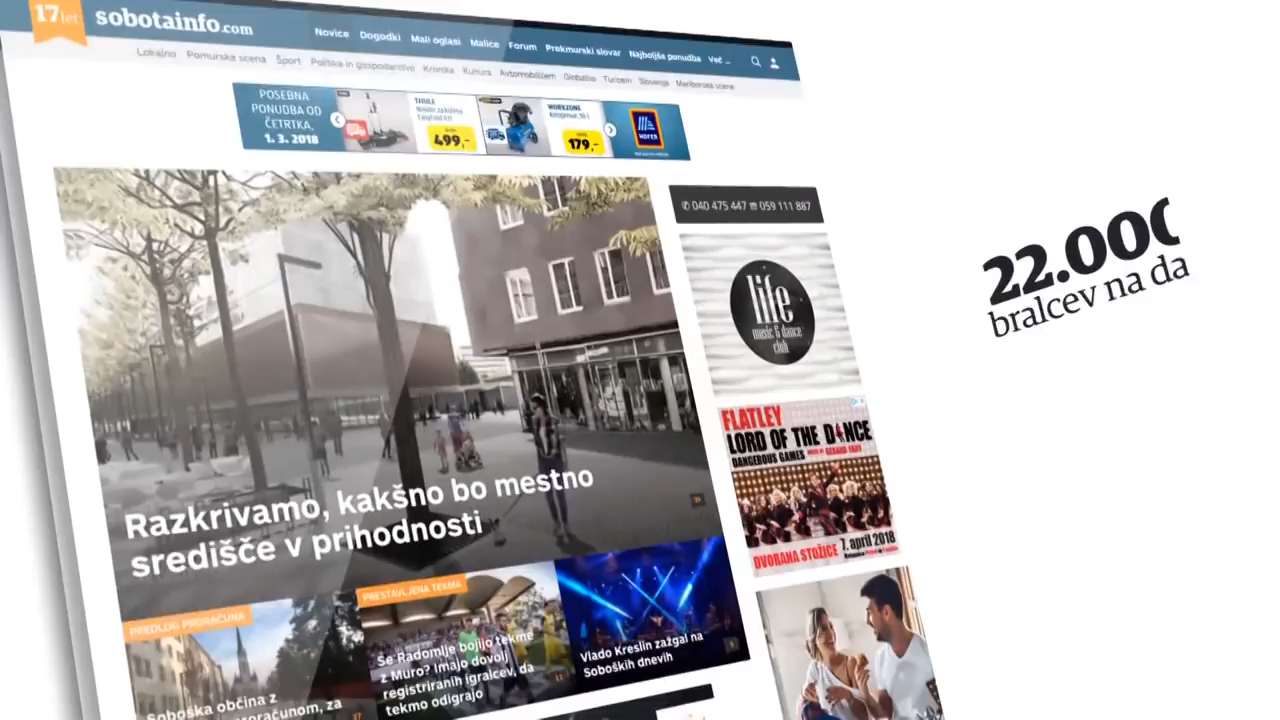 17 let
sobotainfo.com
Novice Dogodki Mali oglasi Malice Forum Prekmurski slovar Najboljša ponudba Več ...
Lokalno Pomurska scena Šport Politika in gospodarstvo Kronika Kultura Avtomobilizem Globalno Turizem Slovenija Mariborska scena
POSEBNA
PONUDBA OD
ČETRTKA,
1. 3. 2018
THULE
499,-
WORKZONE
179,-
HOFER
✆ 040 475 447 059 111 887
life
music & dance
club
FLATLEY
LORD OF THE DANCE
DANGEROUS GAMES
DVORANA STOŽICE 7. april 2018
22.000
bralcev na da
Razkrivamo, kakšno bo mestno
središče v prihodnosti
PREDLOG PRORAČUNA
Soboška občina z
PRESTAVLJENA TEKMA
Se Radomlje bojijo tekme
z Muro? Imajo dovolj
registriranih igralcev, da
tekmo odigrajo
Vlado Kreslin zažgal na
Soboških dnevih